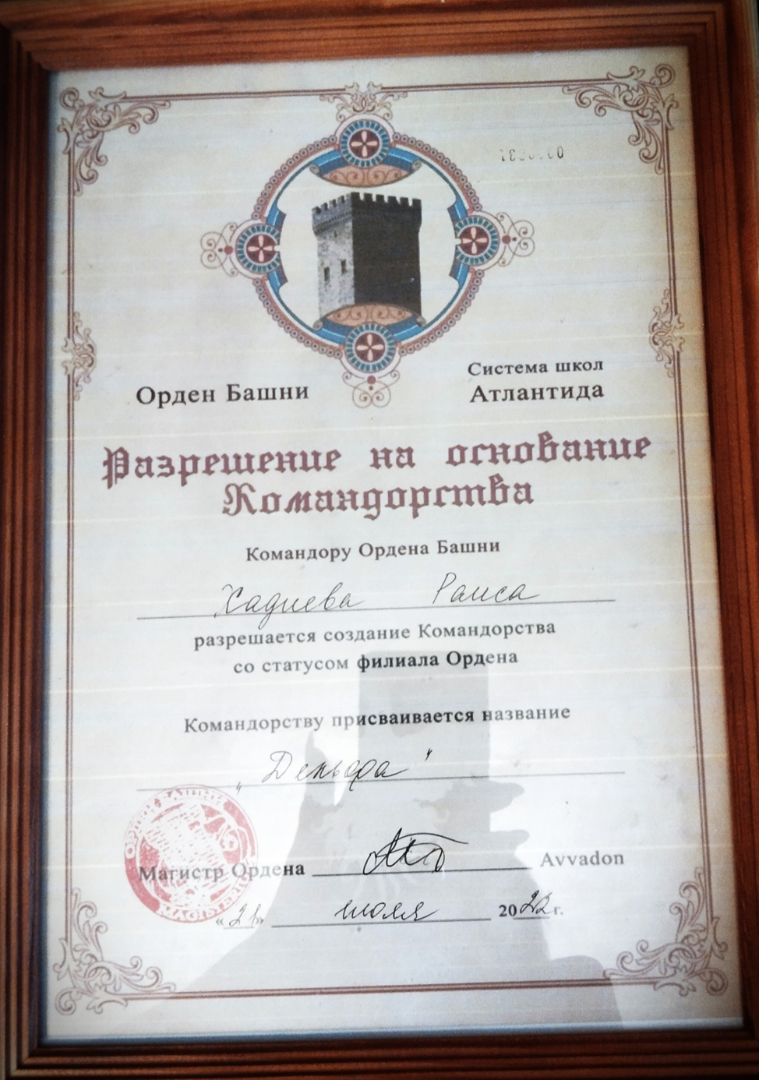 Орден Башни
Система школ
Атлантида
Разрешение на основание
Командорства
Командору Ордена Башни
Хадиева Раиса
разрешается создание Командорства
со статусом филиала Ордена
Командорству присваивается название
„Дельфа"
Магистр Ордена Avvadon
«21» июля 2022 г.